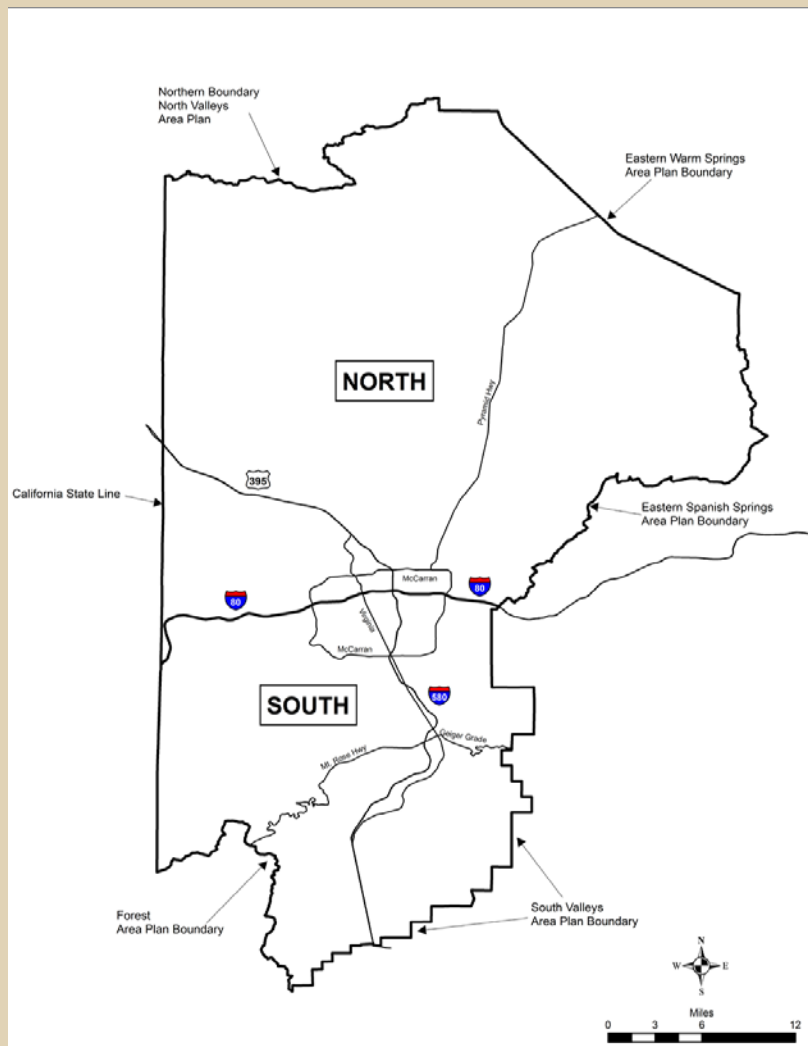 Northern Boundary
North Valleys
Area Plan
Eastern Warm Springs
Area Plan Boundary
NORTH
Pyramid Hwy
395
California State Line
Eastern Spanish Springs
Area Plan Boundary
McCarran
80
80
Virginia
McCarran
580
SOUTH
Geiger Grade
Mt. Rose Hwy
Forest
Area Plan Boundary
South Valleys
Area Plan Boundary
N
W
E
S
Miles
0 3 6 12